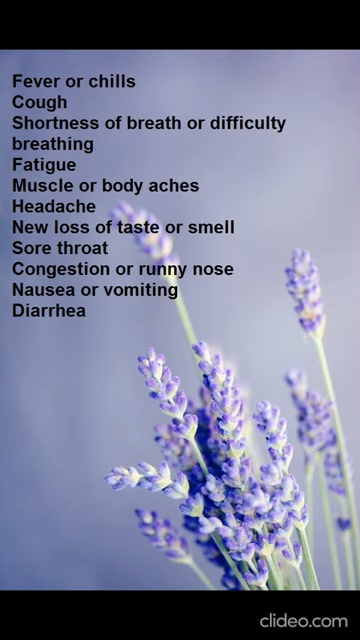 Fever or chills
Cough
Shortness of breath or difficulty
breathing
Fatigue
Muscle or body aches
Headache
New loss of taste or smell
Sore throat
Congestion or runny nose
Nausea or vomiting
Diarrhea
clideo.com